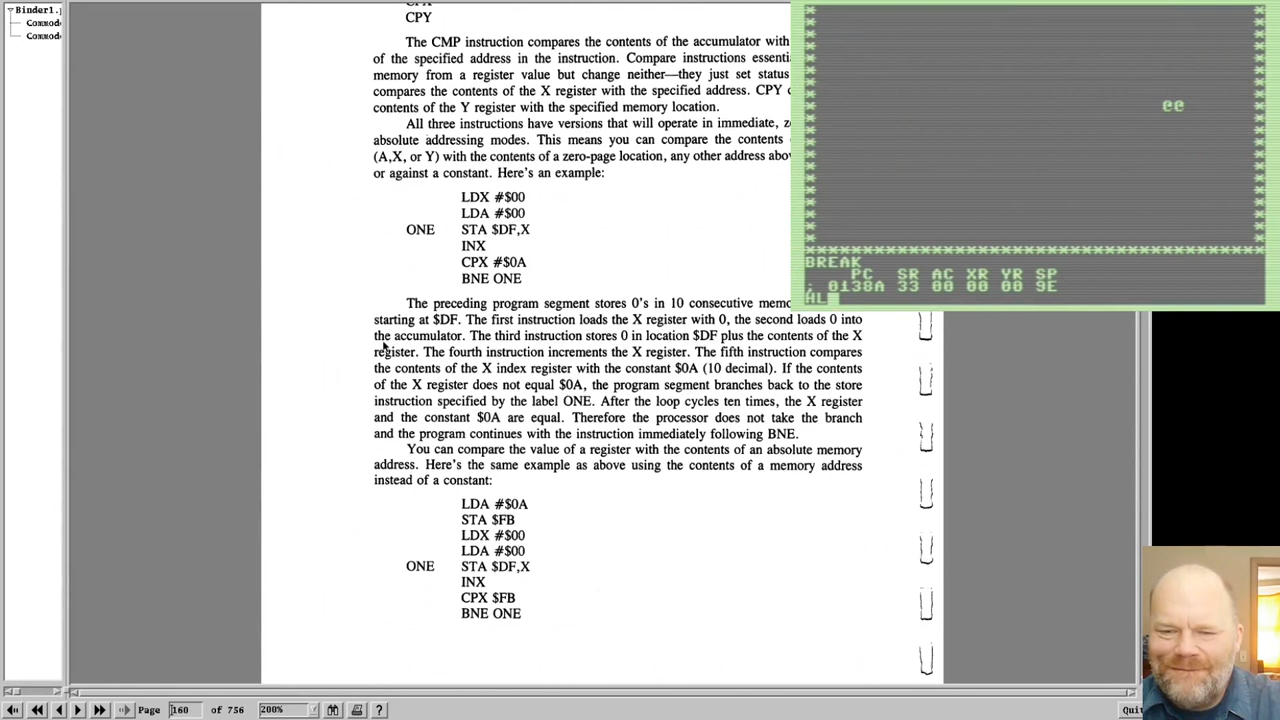 Binder1.
Commod
Commod
CPY
The CMP instruction compares the contents of the accumulator with
of the specified address in the instruction. Compare instructions essenti
memory from a register value but change neither—they just set status
compares the contents of the X register with the specified address. CPY c
contents of the Y register with the specified memory location.
All three instructions have versions that will operate in immediate, z
absolute addressing modes. This means you can compare the contents
(A,X, or Y) with the contents of a zero-page location, any other address abov
or against a constant. Here's an example:
LDX #$00
LDA #$00
ONE STA $DF,X
INX
CPX #$0A
BNE ONE
The preceding program segment stores 0's in 10 consecutive memo
starting at $DF. The first instruction loads the X register with 0, the second loads 0 into
the accumulator. The third instruction stores 0 in location $DF plus the contents of the X
register. The fourth instruction increments the X register. The fifth instruction compares
the contents of the X index register with the constant $0A (10 decimal). If the contents
of the X register does not equal $0A, the program segment branches back to the store
instruction specified by the label ONE. After the loop cycles ten times, the X register
and the constant $0A are equal. Therefore the processor does not take the branch
and the program continues with the instruction immediately following BNE.
You can compare the value of a register with the contents of an absolute memory
address. Here's the same example as above using the contents of a memory address
instead of a constant:
LDA #$0A
STA $FB
LDX #$00
LDA #$00
ONE STA $DF,X
INX
CPX $FB
BNE ONE
BREAK
PC SR AC XR YR SP
; 0138A 33 00 00 00 9E
Page 160 of 756 200% ? Qui